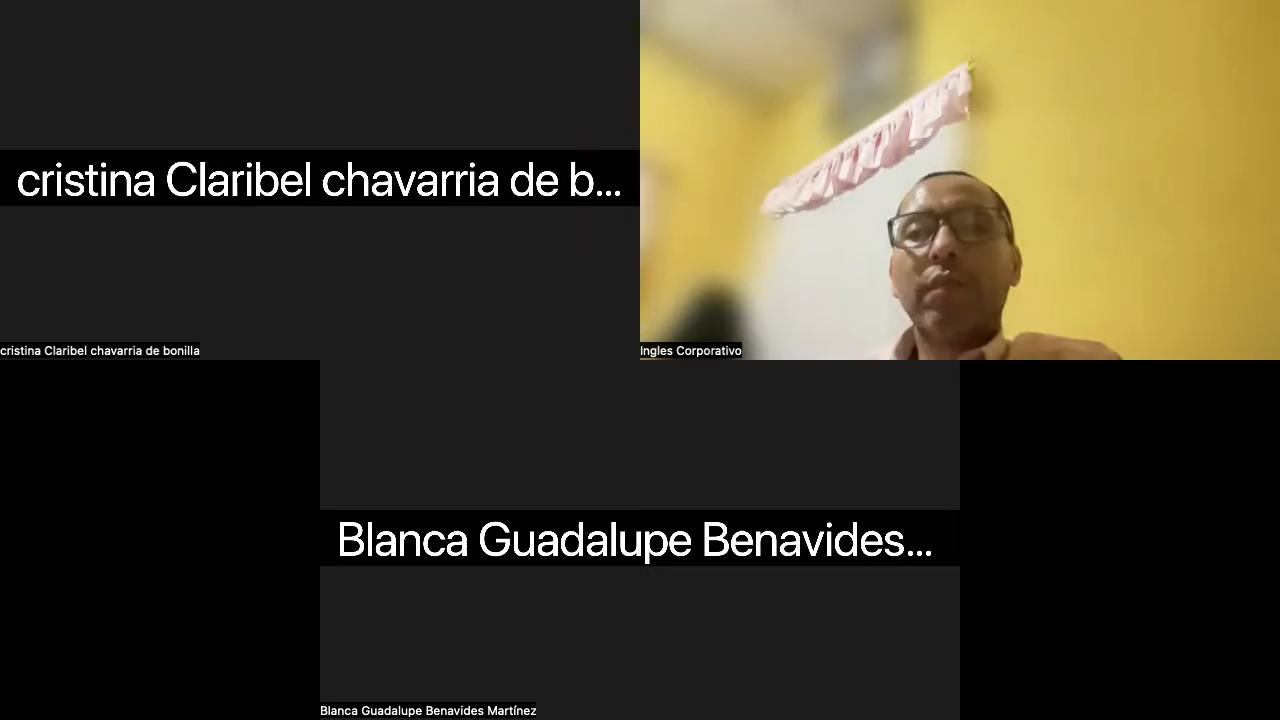 cristina Claribel chavarria de b...
cristina Claribel chavarria de bonilla
Ingles Corporativo
Blanca Guadalupe Benavides...
Blanca Guadalupe Benavides Martínez